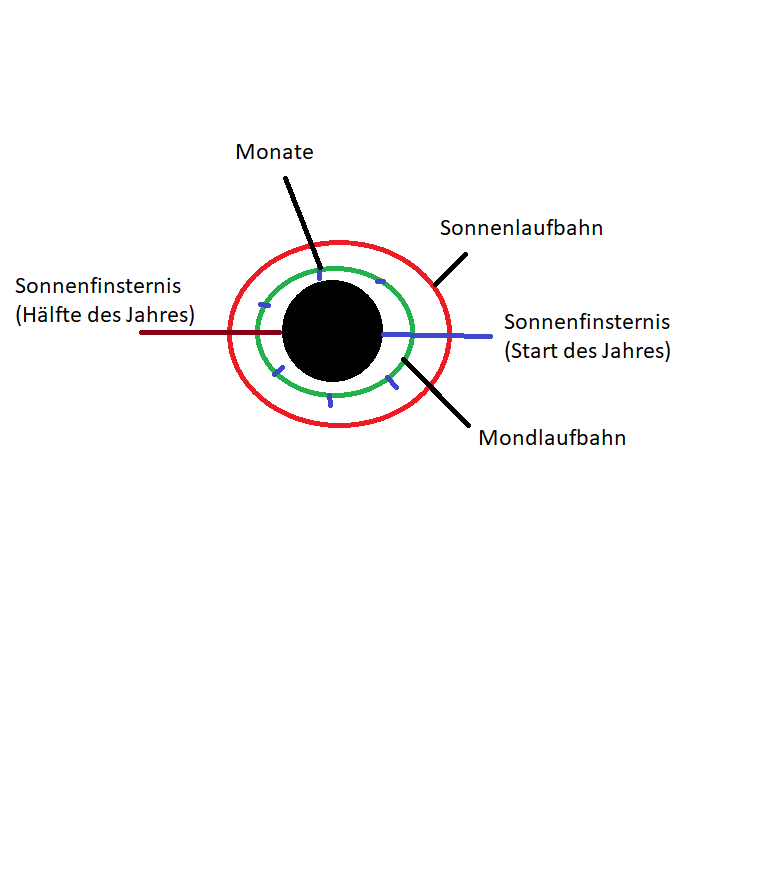 Monate
Sonnenlaufbahn
Sonnenfinsternis
(Hälfte des Jahres)
Sonnenfinsternis
(Start des Jahres)
Mondlaufbahn